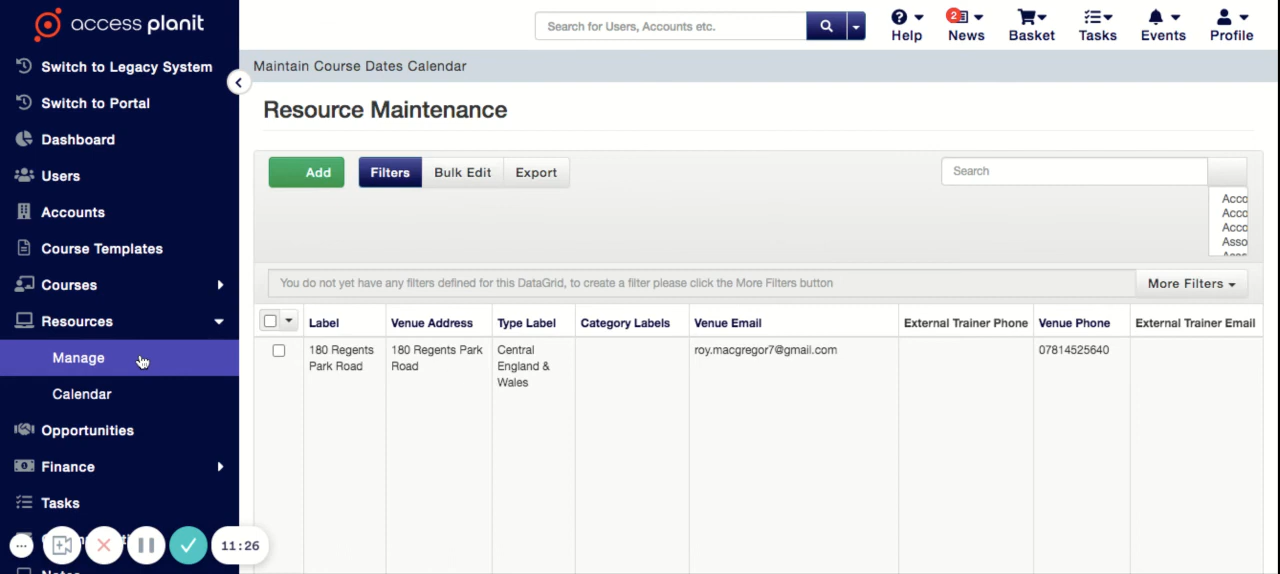 access planit
Search for Users, Accounts etc.
Help
2
News
Basket
Tasks
Events
Profile
Switch to Legacy System
Switch to Portal
Dashboard
Users
Accounts
Course Templates
Courses
Resources
Manage
Calendar
Opportunities
Finance
Tasks
11:26
Maintain Course Dates Calendar
Resource Maintenance
Add
Filters
Bulk Edit
Export
Search
Acco
Acco
Acco
Asso
You do not yet have any filters defined for this DataGrid, to create a filter please click the More Filters button
More Filters
Label
Venue Address
Type Label
Category Labels
Venue Email
External Trainer Phone
Venue Phone
External Trainer Email
180 Regents
Park Road
180 Regents Park
Road
Central
England &
Wales
roy.macgregor7@gmail.com
07814525640